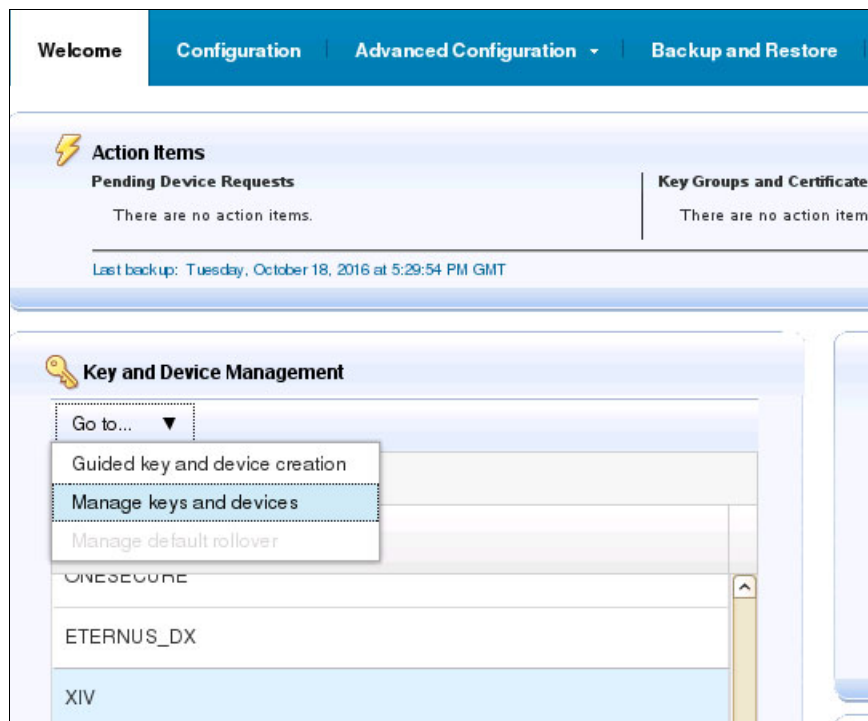 Welcome Configuration Advanced Configuration Backup and Restore
Action Items
Pending Device Requests
There are no action items.
Key Groups and Certificate
There are no action item
Last backup: Tuesday, October 18, 2016 at 5:29:54 PM GMT
Key and Device Management
Go to...
Guided key and device creation
Manage keys and devices
Manage default rollover
ONESECURE
ETERNUS_DX
XIV